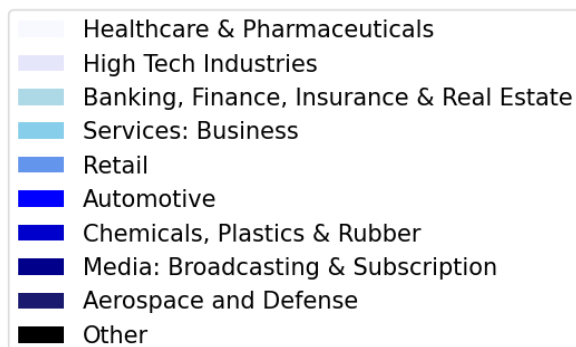 Healthcare & Pharmaceuticals
High Tech Industries
Banking, Finance, Insurance & Real Estate
Services: Business
Retail
Automotive
Chemicals, Plastics & Rubber
Media: Broadcasting & Subscription
Aerospace and Defense
Other